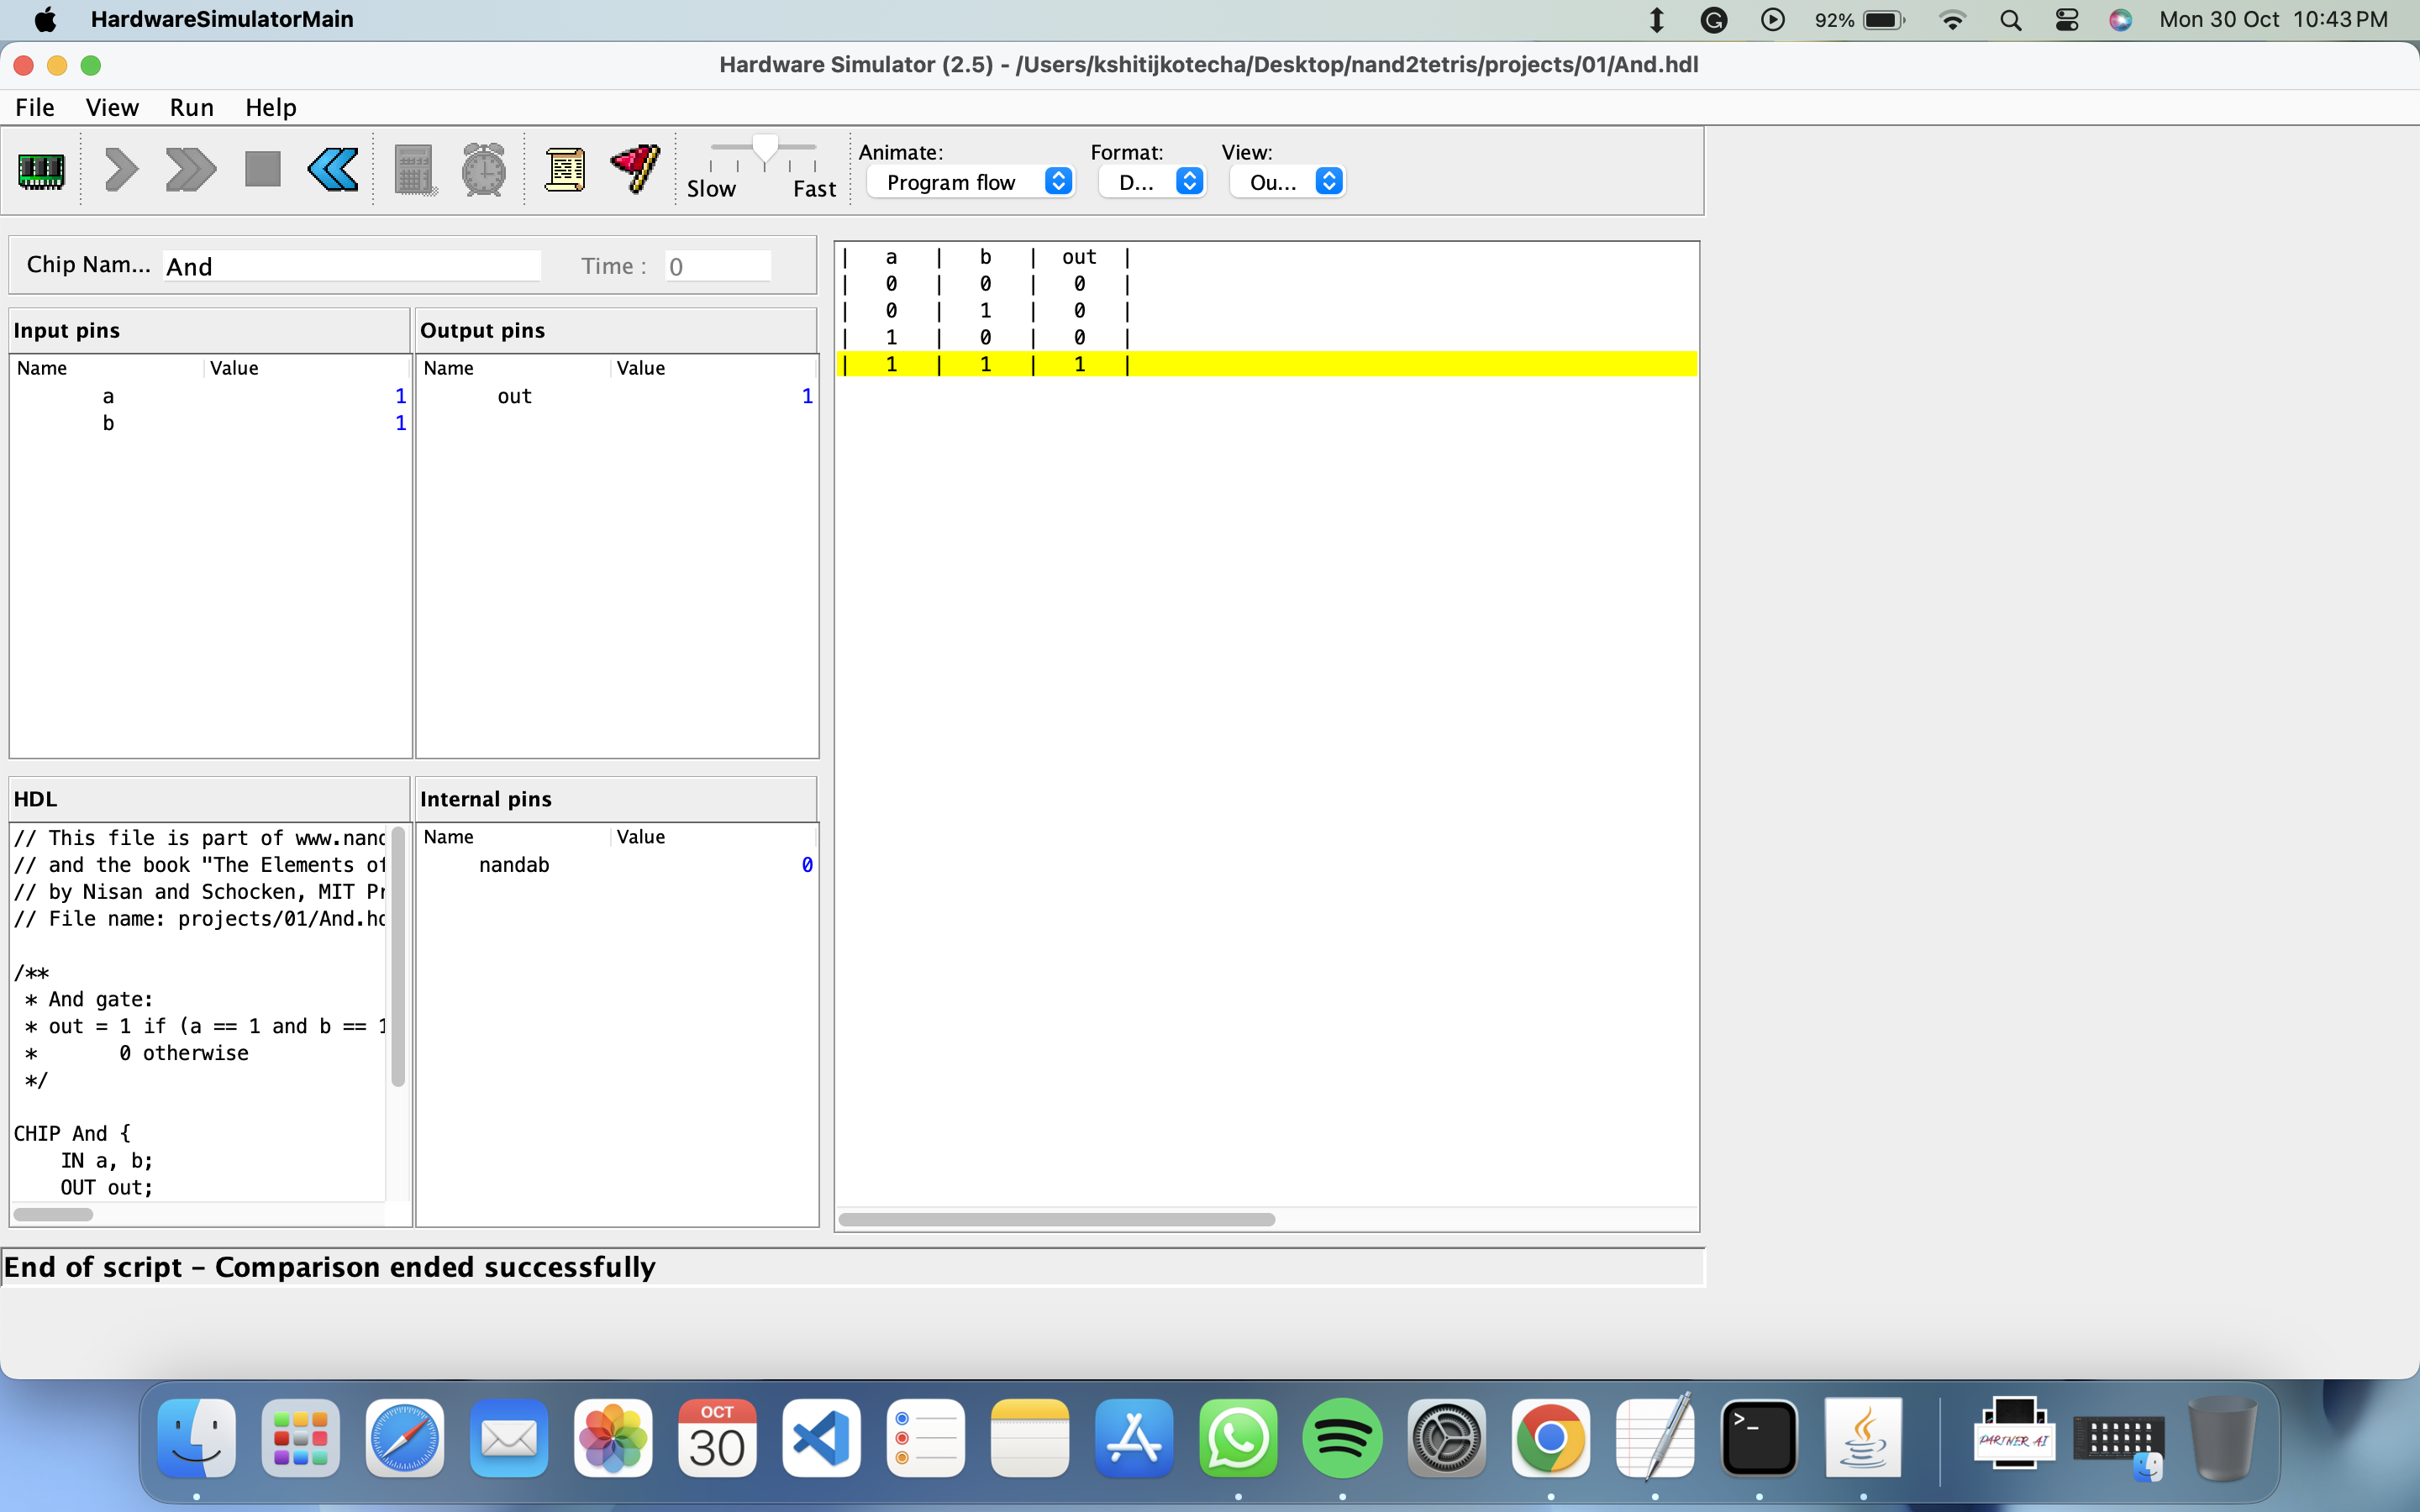 HardwareSimulatorMain
92%
Mon 30 Oct 10:43 PM
Hardware Simulator (2.5) - /Users/kshitijkotecha/Desktop/nand2tetris/projects/01/And.hdl
File View Run Help
Slow Fast
Animate: Format: View:
Program flow D... Ou...
Chip Nam... And Time : 0
Input pins
Name Value
a 1
b 1
Output pins
Name Value
out 1
| a | b | out |
| 0 | 0 | 0 |
| 0 | 1 | 0 |
| 1 | 0 | 0 |
| 1 | 1 | 1 |
HDL
// This file is part of www.nand
// and the book "The Elements of
// by Nisan and Schocken, MIT Pr
// File name: projects/01/And.hd
/**
* And gate:
* out = 1 if (a == 1 and b == 1
* 0 otherwise
*/
CHIP And {
IN a, b;
OUT out;
Internal pins
Name Value
nandab 0
End of script - Comparison ended successfully
OCT
30
>_
PARTNER AI